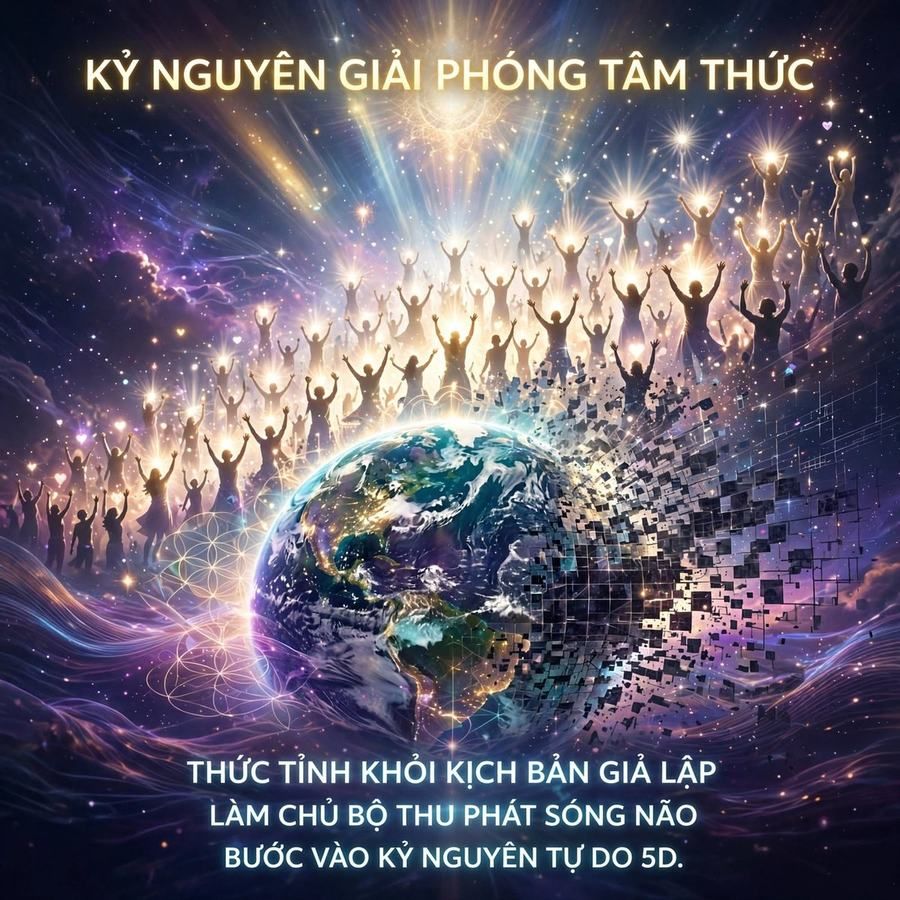 KỶ NGUYÊN GIẢI PHÓNG TÂM THỨC
THỨC TỈNH KHỎI KỊCH BẢN GIẢ LẬP
LÀM CHỦ BỘ THU PHÁT SÓNG NÃO
BƯỚC VÀO KỶ NGUYÊN TỰ DO 5D.